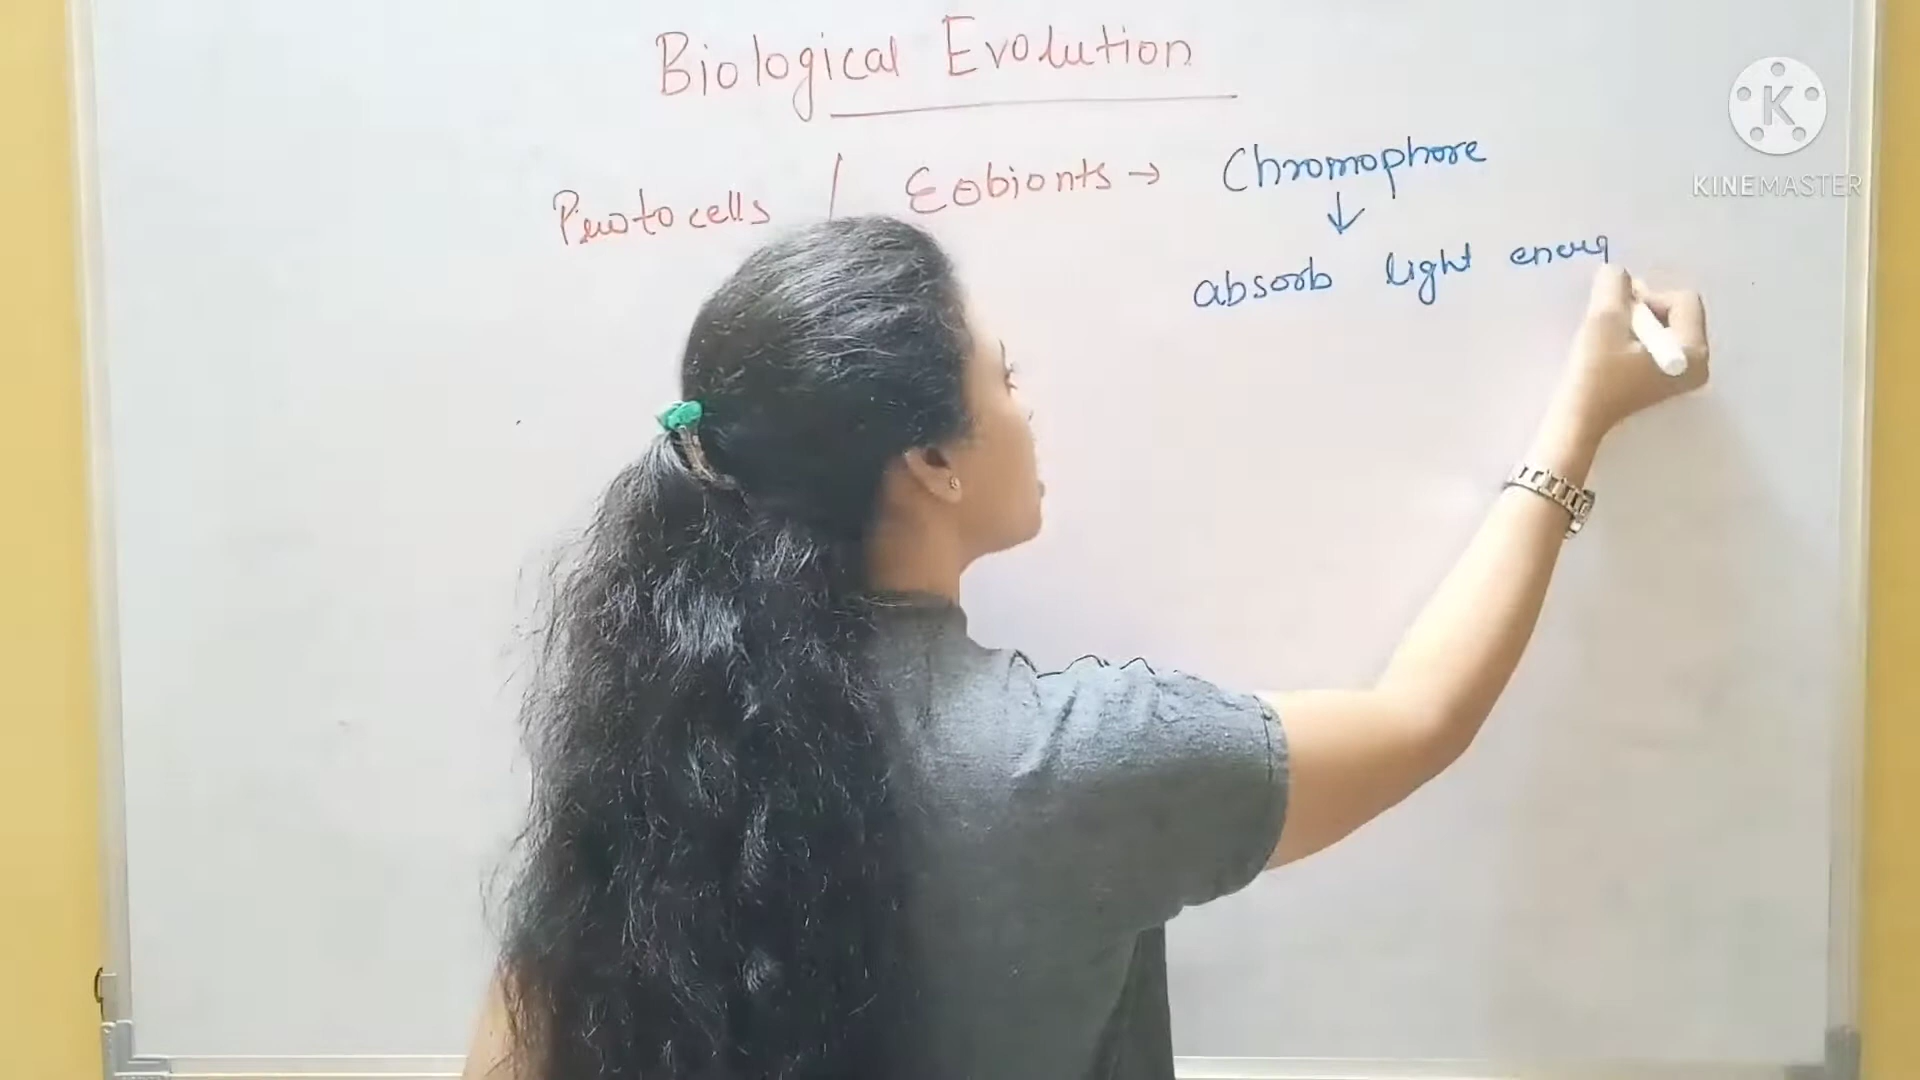 Biological Evolution
Protocells / Eobionts → Chromophore
↓
absorb light energ
K
KINEMASTER